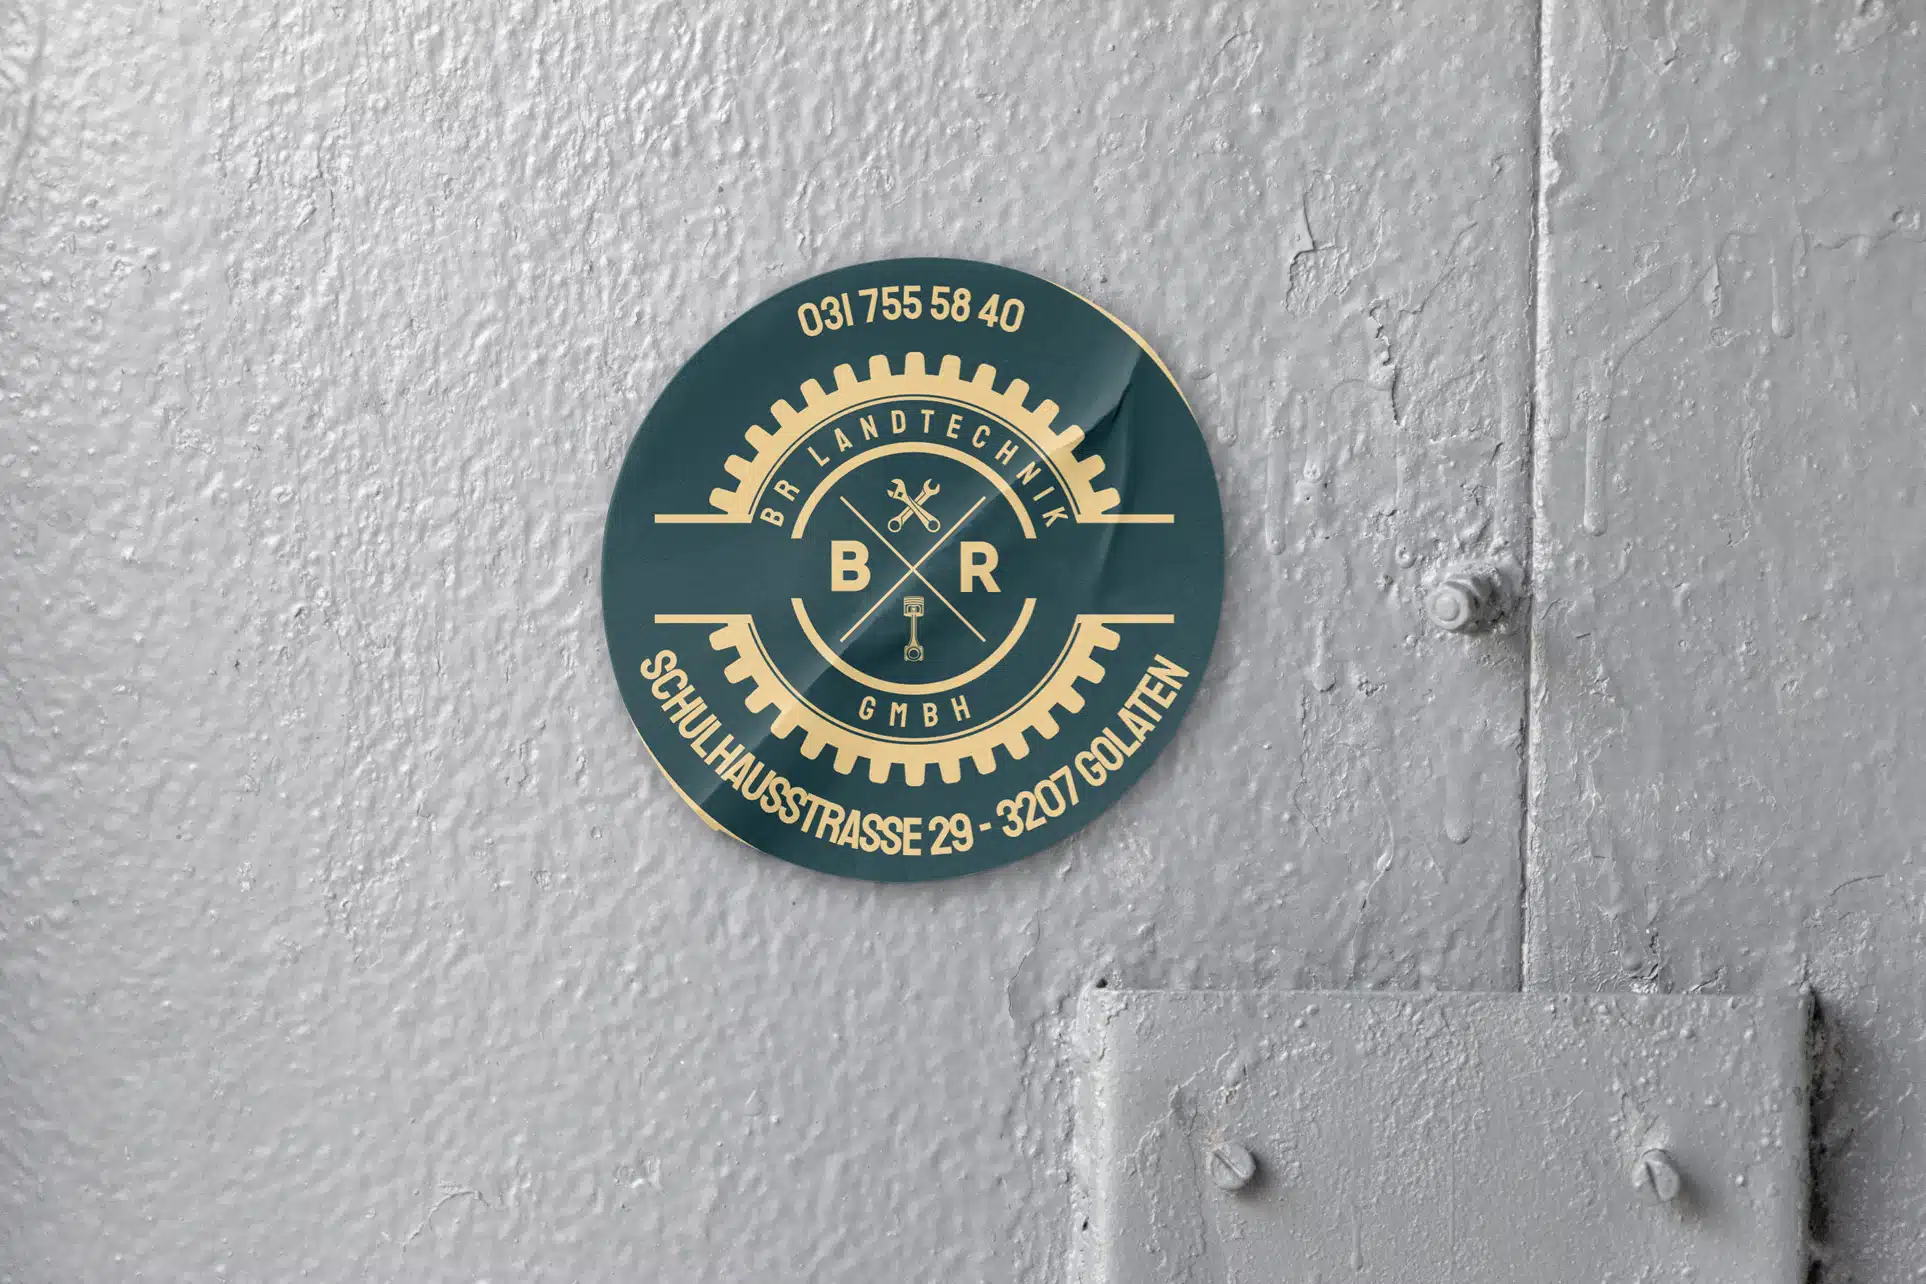 031 755 58 40
BR LANDTECHNIK
B R
GMBH
SCHULHAUSSTRASSE 29 - 3207 GOLATEN